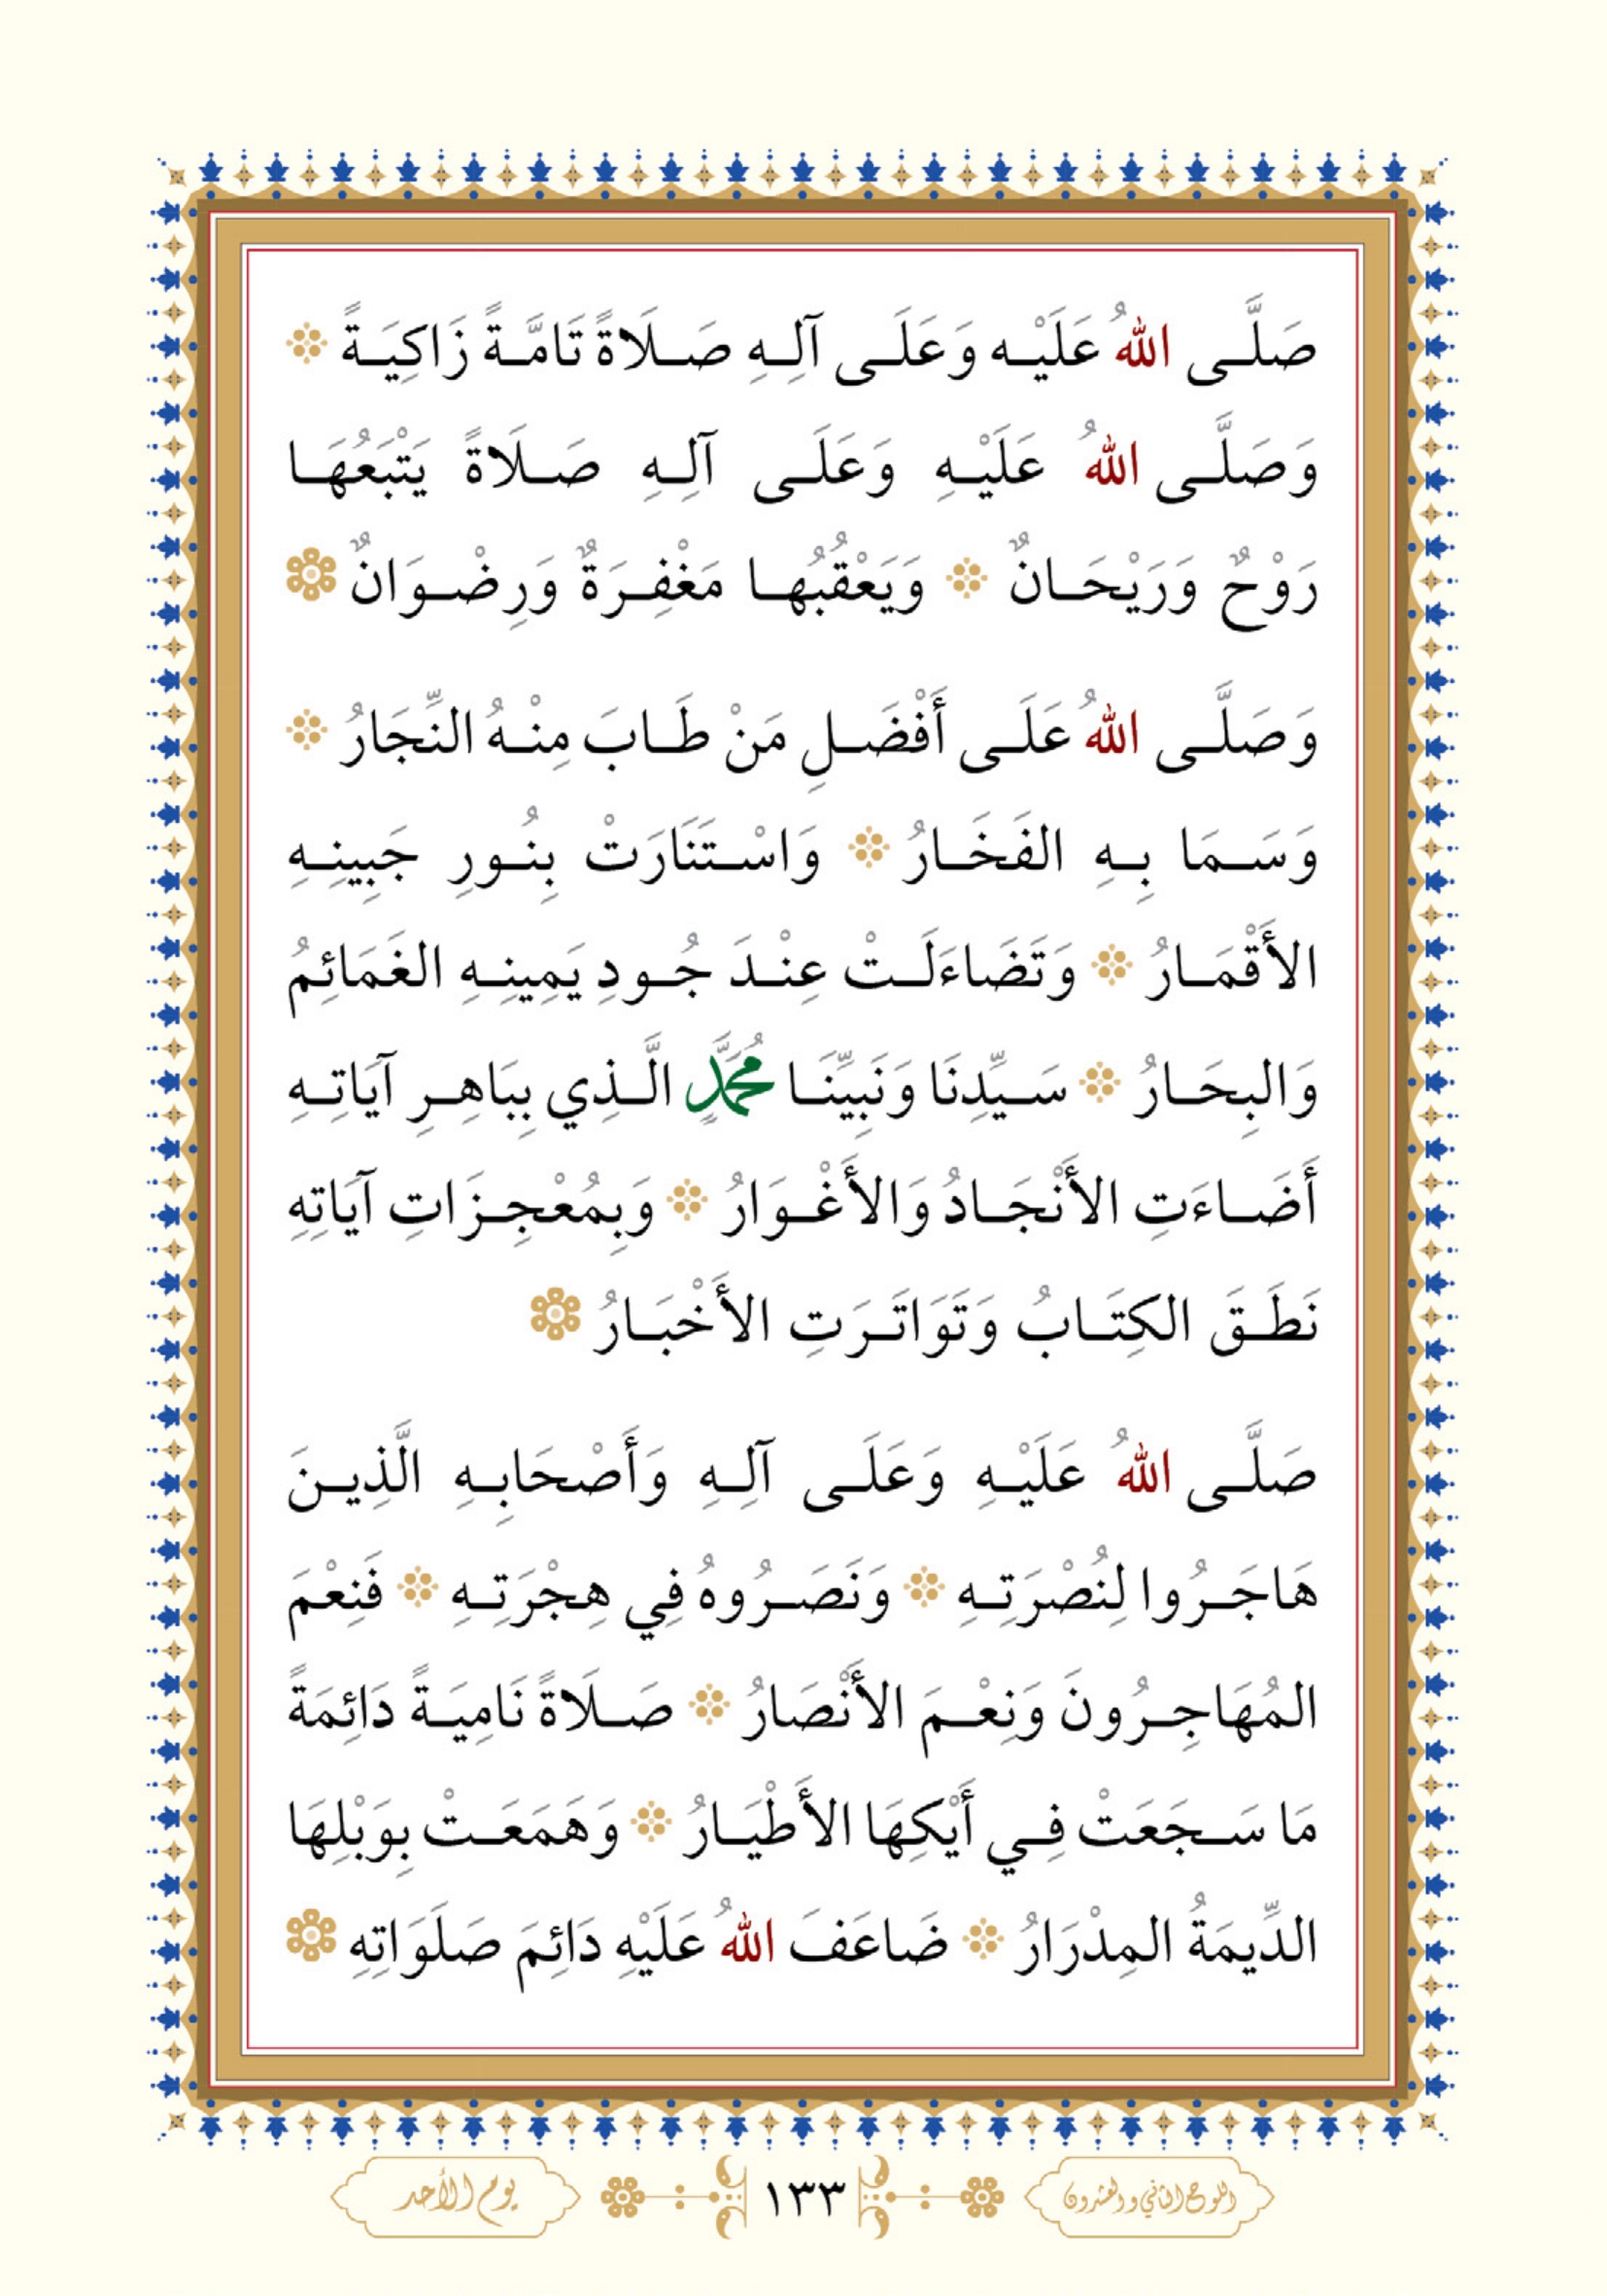 صَلَّى اللهُ عَلَيْهِ وَعَلَى آلِهِ صَلَاةً تَامَّةً زَاكِيَةً
وَصَلَّى اللهُ عَلَيْهِ وَعَلَى آلِهِ صَلَاةً يَتْبَعُهَا
رَوْحٌ وَرَيْحَانٌ وَيَعْقُبُهَا مَغْفِرَةٌ وَرِضْوَانٌ
وَصَلَّى اللهُ عَلَى أَفْضَلِ مَنْ طَابَ مِنْهُ النِّجَارُ
وَسَمَا بِهِ الفَخَارُ وَاسْتَنَارَتْ بِنُورِ جَبِينِهِ
الأَقْمَارُ وَتَضَاءَلَتْ عِنْدَ جُودِ يَمِينِهِ الغَمَائِمُ
وَالبِحَارُ سَيِّدِنَا وَنَبِيِّنَا مُحَمَّدٍ الَّذِي بِبَاهِرِ آيَاتِهِ
أَضَاءَتِ الأَنْجَادُ وَالأَغْوَارُ وَبِمُعْجِزَاتِ آيَاتِهِ
نَطَقَ الكِتَابُ وَتَوَاتَرَتِ الأَخْبَارُ
صَلَّى اللهُ عَلَيْهِ وَعَلَى آلِهِ وَأَصْحَابِهِ الَّذِينَ
هَاجَرُوا لِنُصْرَتِهِ وَنَصَرُوهُ فِي هِجْرَتِهِ فَنِعْمَ
المُهَاجِرُونَ وَنِعْمَ الأَنْصَارُ صَلَاةً نَامِيَةً دَائِمَةً
مَا سَجَعَتْ فِي أَيْكِهَا الأَطْيَارُ وَهَمَعَتْ بِوَبْلِهَا
الدِّيمَةُ المِدْرَارُ ضَاعَفَ اللهُ عَلَيْهِ دَائِمَ صَلَوَاتِهِ
اللوح الثاني والعشرون ١٣٣ يوم الأحد